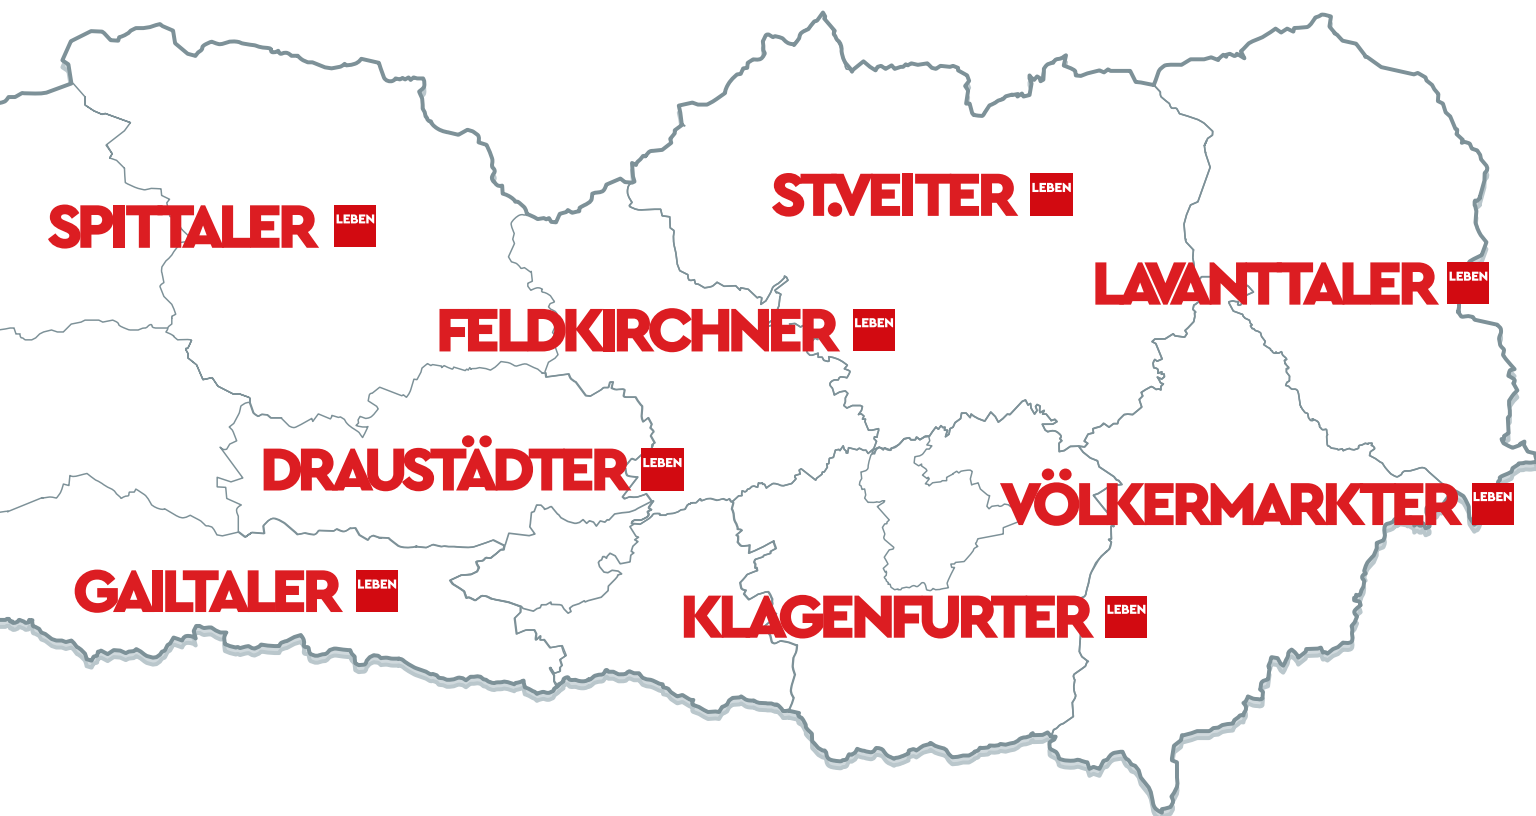 ST.VEITER LEBEN
SPITTALER LEBEN
LAVANTTALER LEBEN
FELDKIRCHNER LEBEN
DRAUSTÄDTER LEBEN
VÖLKERMARKTER LEBEN
GAILTALER LEBEN
KLAGENFURTER LEBEN